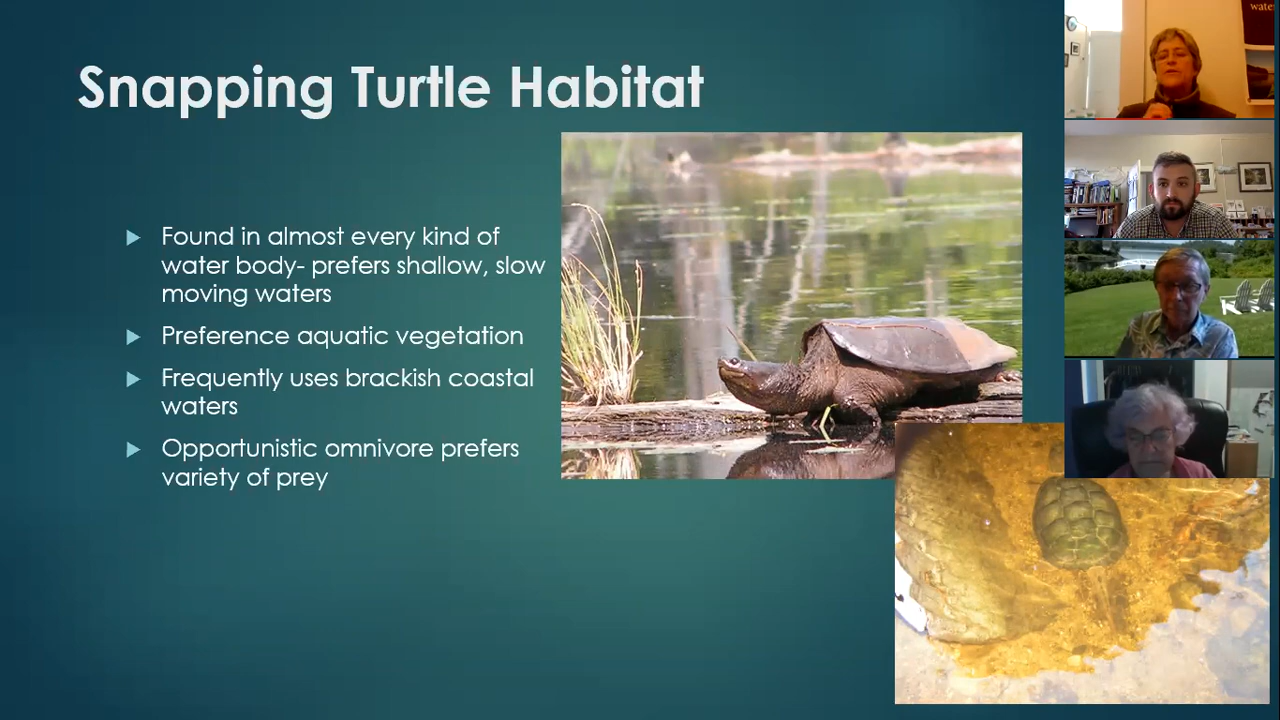 Snapping Turtle Habitat
Found in almost every kind of
water body- prefers shallow, slow
moving waters
Preference aquatic vegetation
Frequently uses brackish coastal
waters
Opportunistic omnivore prefers
variety of prey